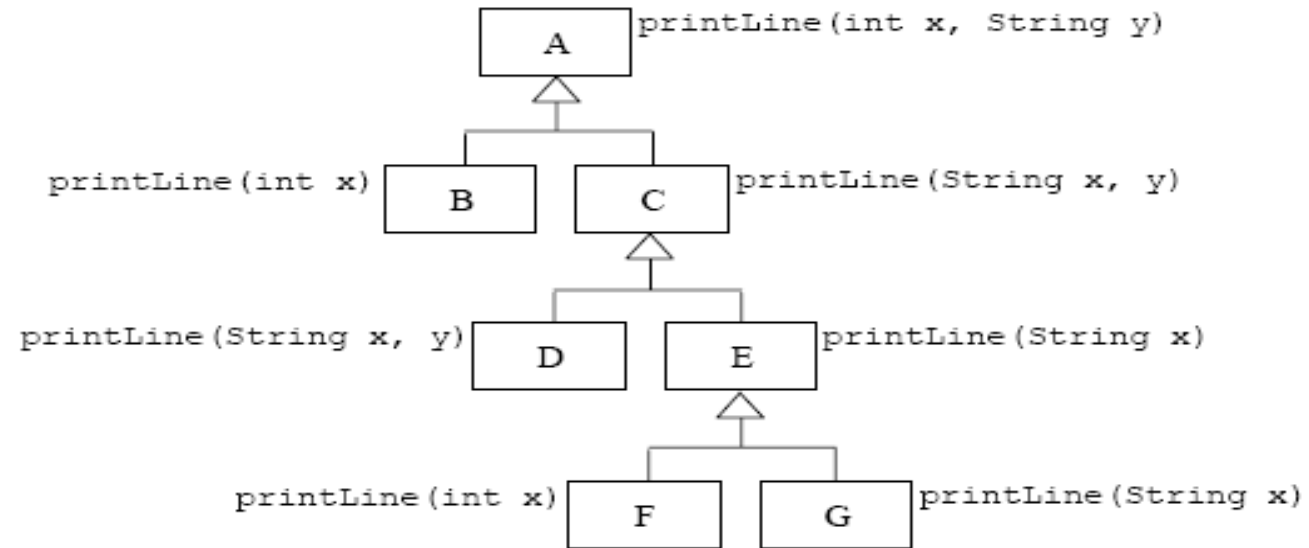 A
printLine(int x, String y)
printLine(int x)
B
C
printLine(String x, y)
printLine(String x, y)
D
E
printLine(String x)
printLine(int x)
F
G
printLine(String x)